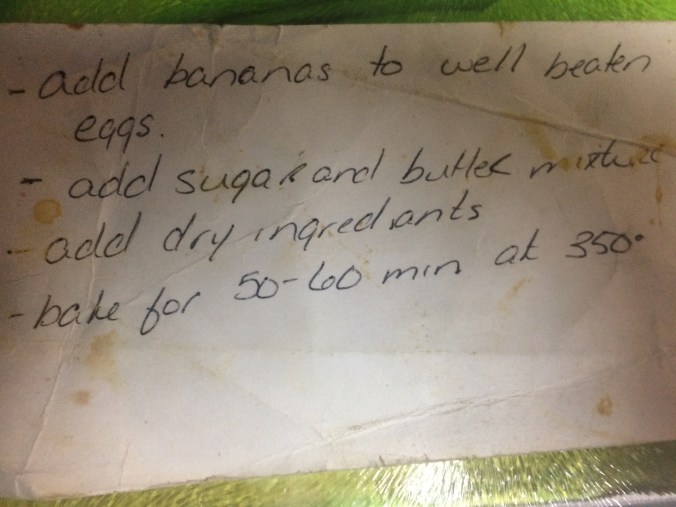 - add bananas to well beaten
eggs.
- add sugar and butter mixture
- add dry ingrediants
- bake for 50-60 min at 350°